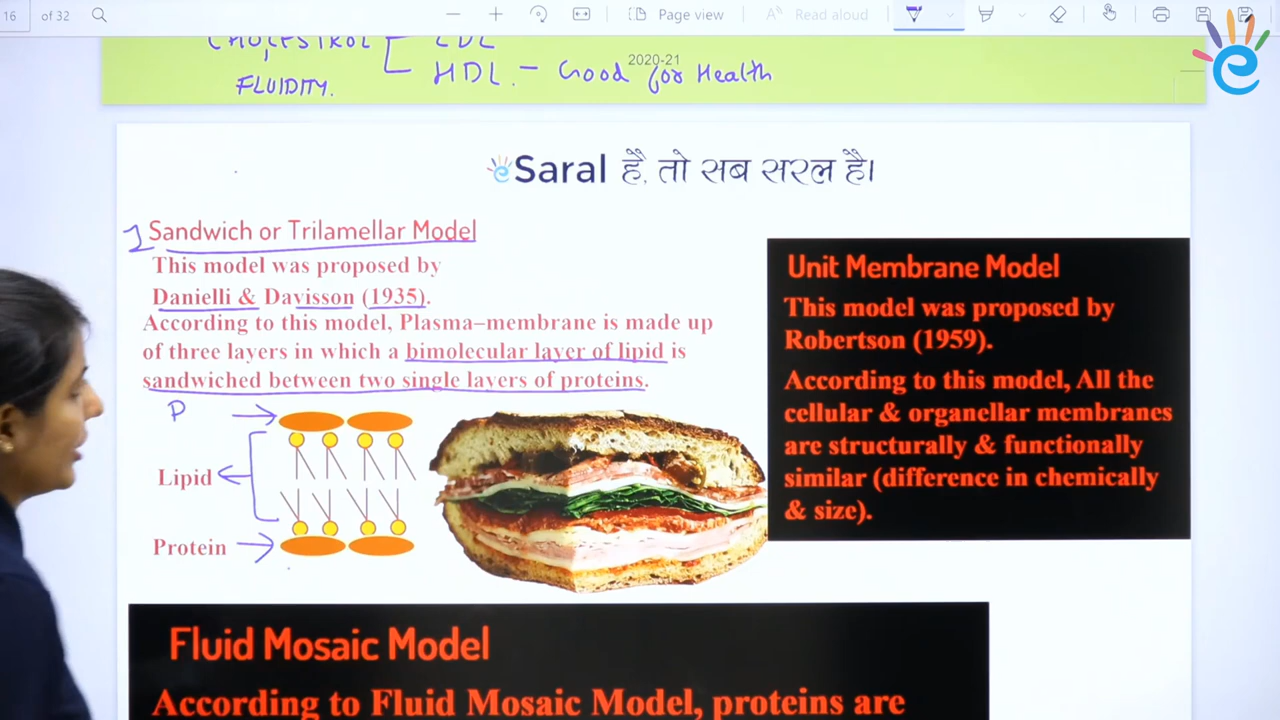 16 of 32
Page view
Read aloud
CHOLESTROL LDL
2020-21
FLUIDITY. HDL. - Good for Health
eSaral है, तो सब सरल है।
1 Sandwich or Trilamellar Model
This model was proposed by
Danielli & Davisson (1935).
According to this model, Plasma–membrane is made up
of three layers in which a bimolecular layer of lipid is
sandwiched between two single layers of proteins.
P
Lipid
Protein
Unit Membrane Model
This model was proposed by
Robertson (1959).
According to this model, All the
cellular & organellar membranes
are structurally & functionally
similar (difference in chemically
& size).
Fluid Mosaic Model
According to Fluid Mosaic Model, proteins are